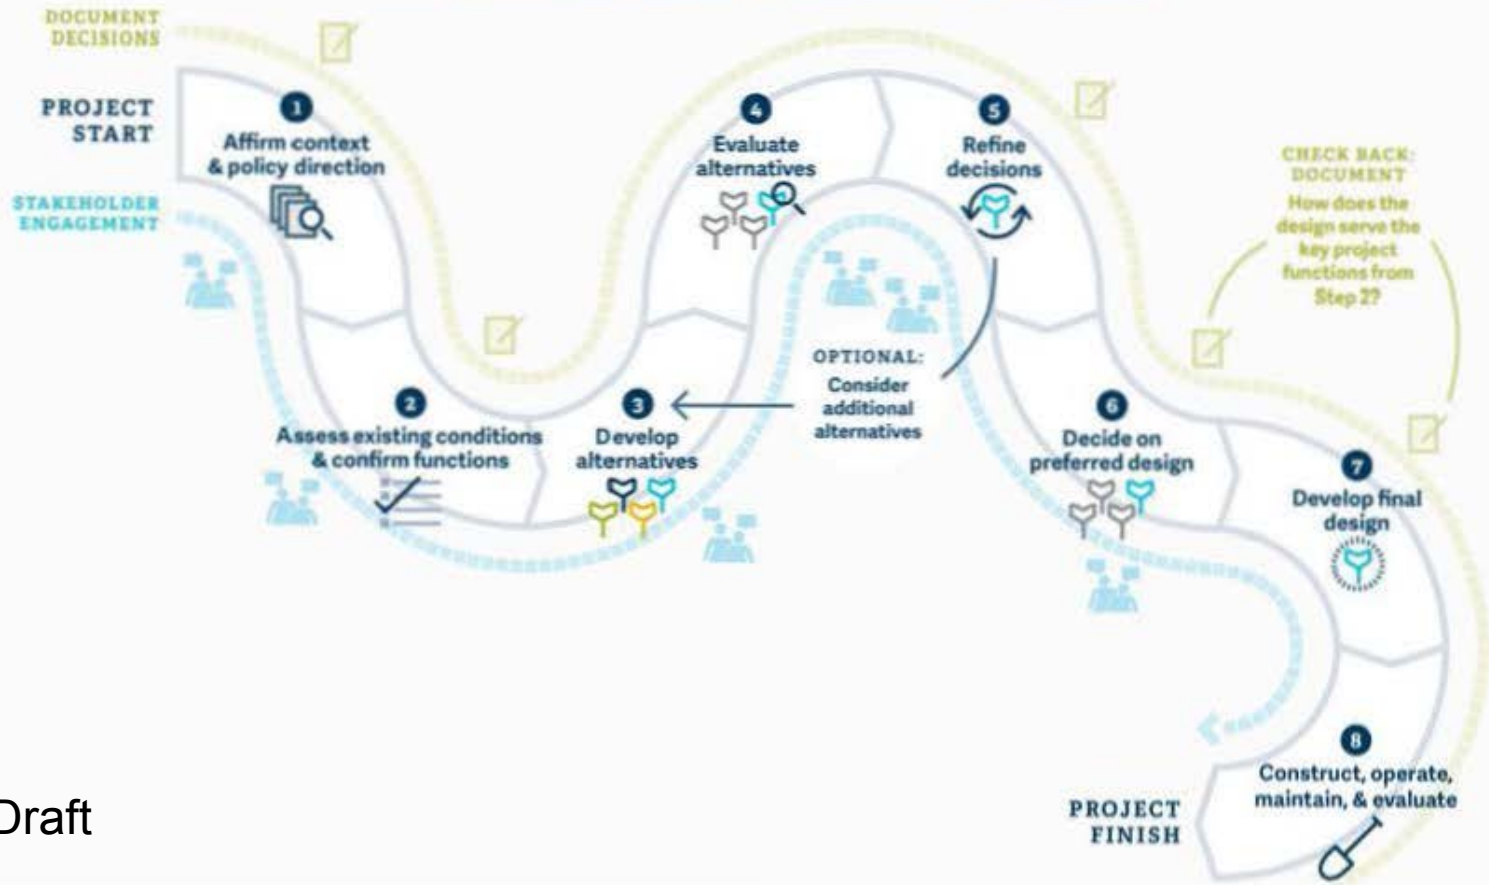 DOCUMENT
DECISIONS
PROJECT
START
STAKEHOLDER
ENGAGEMENT
1
Affirm context
& policy direction
2
Assess existing conditions
& confirm functions
3
Develop
alternatives
4
Evaluate
alternatives
5
Refine
decisions
OPTIONAL:
Consider
additional
alternatives
6
Decide on
preferred design
CHECK BACK:
DOCUMENT
How does the
design serve the
key project
functions from
Step 2?
7
Develop final
design
8
Construct, operate,
maintain, & evaluate
PROJECT
FINISH
Draft